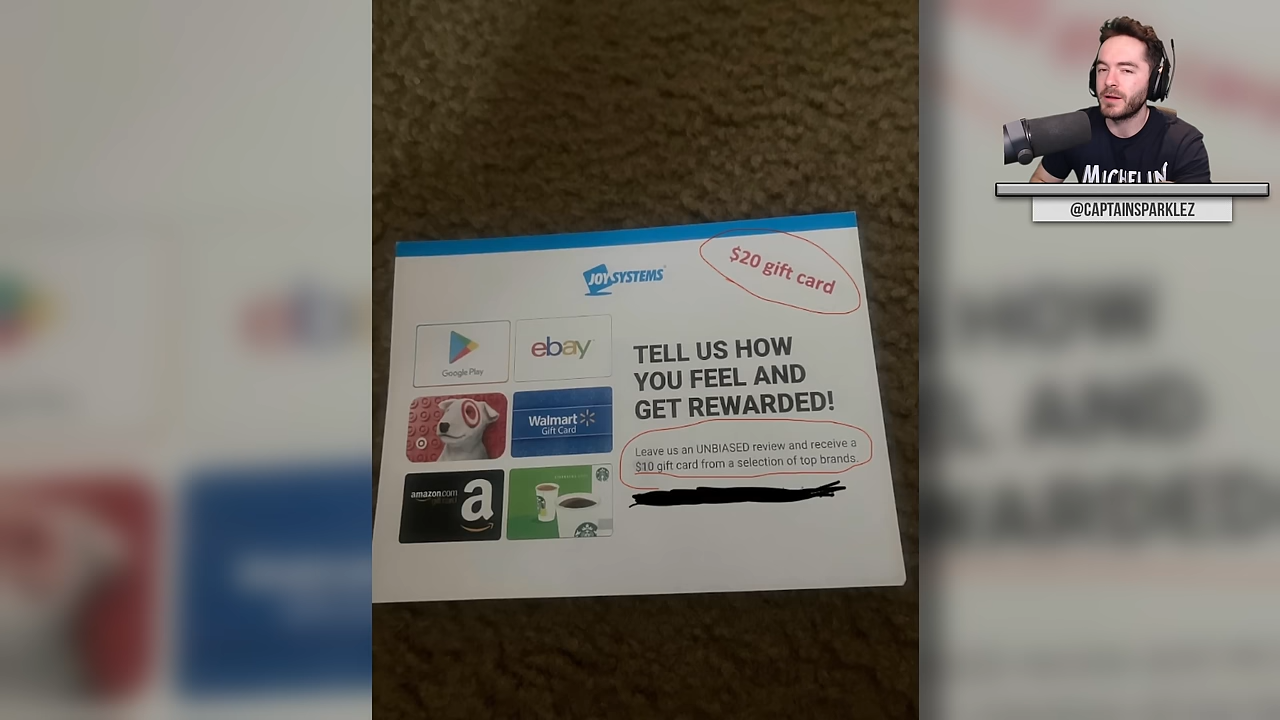 $20 gift card
JOY SYSTEMS
Google Play
ebay
Walmart
Gift Card
amazon.com
a
TELL US HOW
YOU FEEL AND
GET REWARDED!
Leave us an UNBIASED review and receive a
$10 gift card from a selection of top brands.
MICHELIN
@CAPTAINSPARKLEZ